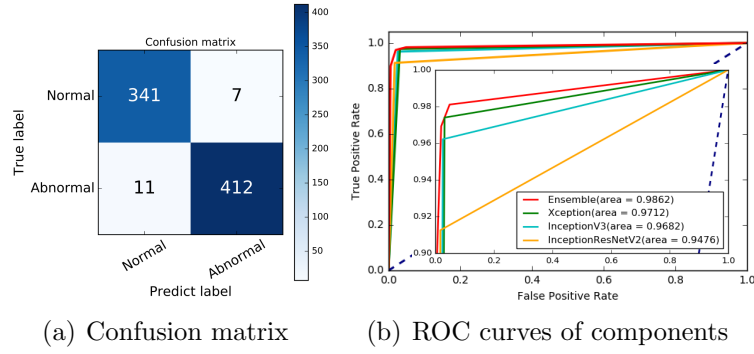 Confusion matrix
True label
Normal
Abnormal
341
7
11
412
Normal
Abnormal
Predict label
400
350
300
250
200
150
100
50
(a) Confusion matrix
True Positive Rate
1.0
0.8
0.6
0.4
0.2
0.0
0.0
0.2
0.4
0.6
0.8
1.0
False Positive Rate
1.00
0.98
0.96
0.94
0.92
0.90
0.0
0.2
0.4
0.6
0.8
1.0
Ensemble(area = 0.9862)
Xception(area = 0.9712)
InceptionV3(area = 0.9682)
InceptionResNetV2(area = 0.9476)
(b) ROC curves of components